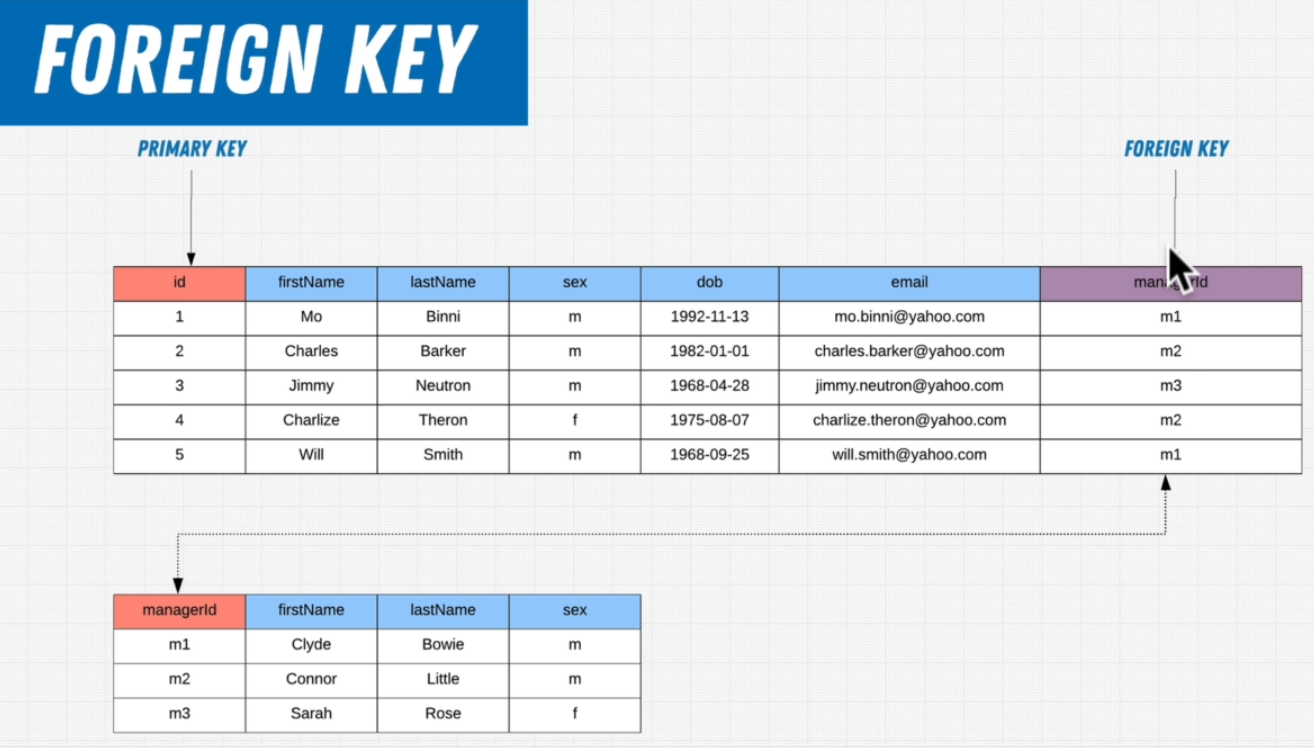 FOREIGN KEY
PRIMARY KEY
FOREIGN KEY
id firstName lastName sex dob email
1 Mo Binni m 1992-11-13 mo.binni@yahoo.com m1
2 Charles Barker m 1982-01-01 charles.barker@yahoo.com m2
3 Jimmy Neutron m 1968-04-28 jimmy.neutron@yahoo.com m3
4 Charlize Theron f 1975-08-07 charlize.theron@yahoo.com m2
5 Will Smith m 1968-09-25 will.smith@yahoo.com m1
managerId firstName lastName sex
m1 Clyde Bowie m
m2 Connor Little m
m3 Sarah Rose f